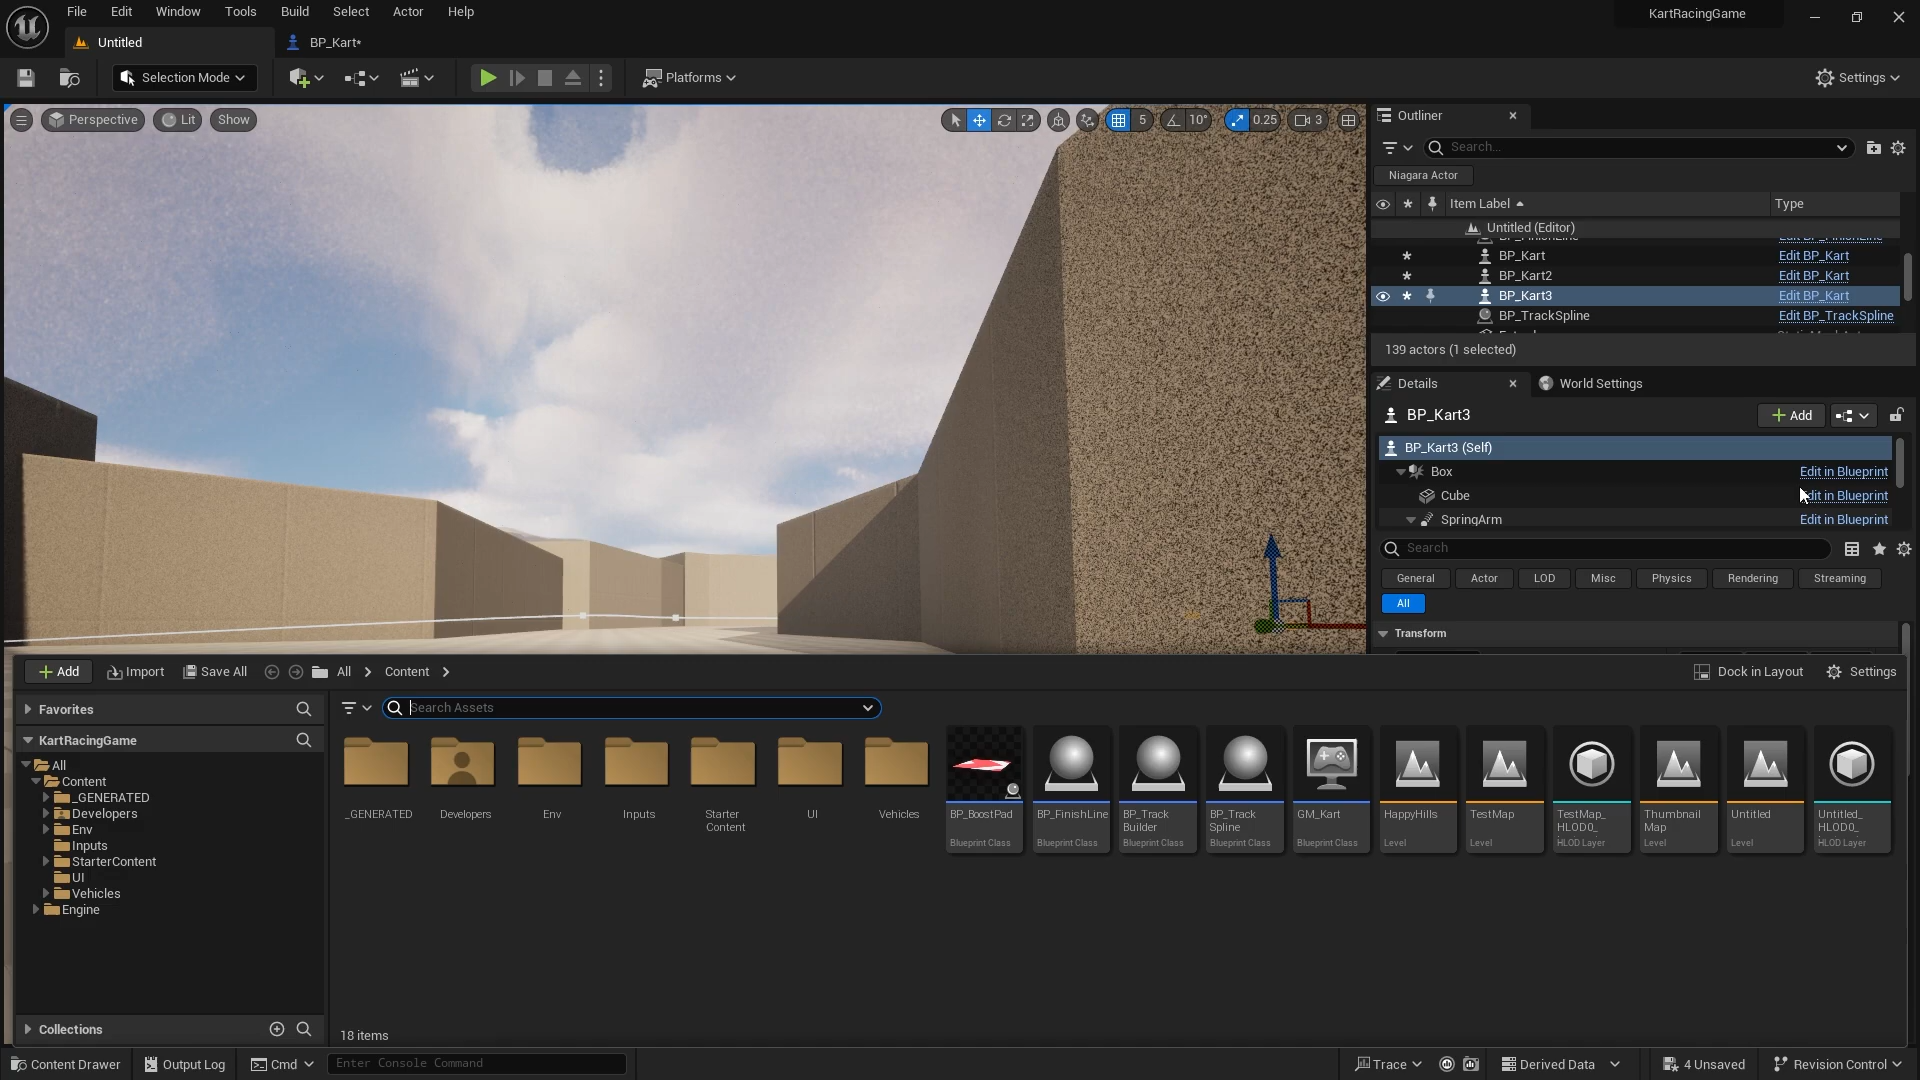 File Edit Window Tools Build Select Actor Help
KartRacingGame
Untitled
BP_Kart*
Selection Mode
Platforms
Settings
Perspective
Lit
Show
5
10°
0.25
3
Outliner
Search...
Niagara Actor
Item Label
Type
Untitled (Editor)
BP_FinishLine Edit BP_FinishLine
BP_Kart Edit BP_Kart
BP_Kart2 Edit BP_Kart
BP_Kart3 Edit BP_Kart
BP_TrackSpline Edit BP_TrackSpline
139 actors (1 selected)
Details
World Settings
BP_Kart3
Add
BP_Kart3 (Self)
Box Edit in Blueprint
Cube Edit in Blueprint
SpringArm Edit in Blueprint
Search
General Actor LOD Misc Physics Rendering Streaming
All
Transform
Add Import Save All All Content
Dock in Layout Settings
Favorites
Search Assets
KartRacingGame
All
Content
_GENERATED
Developers
Env
Inputs
StarterContent
UI
Vehicles
Engine
Collections
_GENERATED
Developers
Env
Inputs
Starter
Content
UI
Vehicles
BP_BoostPad
Blueprint Class
BP_FinishLine
Blueprint Class
BP_Track
Builder
Blueprint Class
BP_Track
Spline
Blueprint Class
GM_Kart
Blueprint Class
HappyHills
Level
TestMap
Level
TestMap_
HLOD0_
HLOD Layer
Thumbnail
Map
Level
Untitled
Level
Untitled_
HLOD0_
HLOD Layer
18 items
Content Drawer
Output Log
Cmd
Enter Console Command
Trace
Derived Data
4 Unsaved
Revision Control